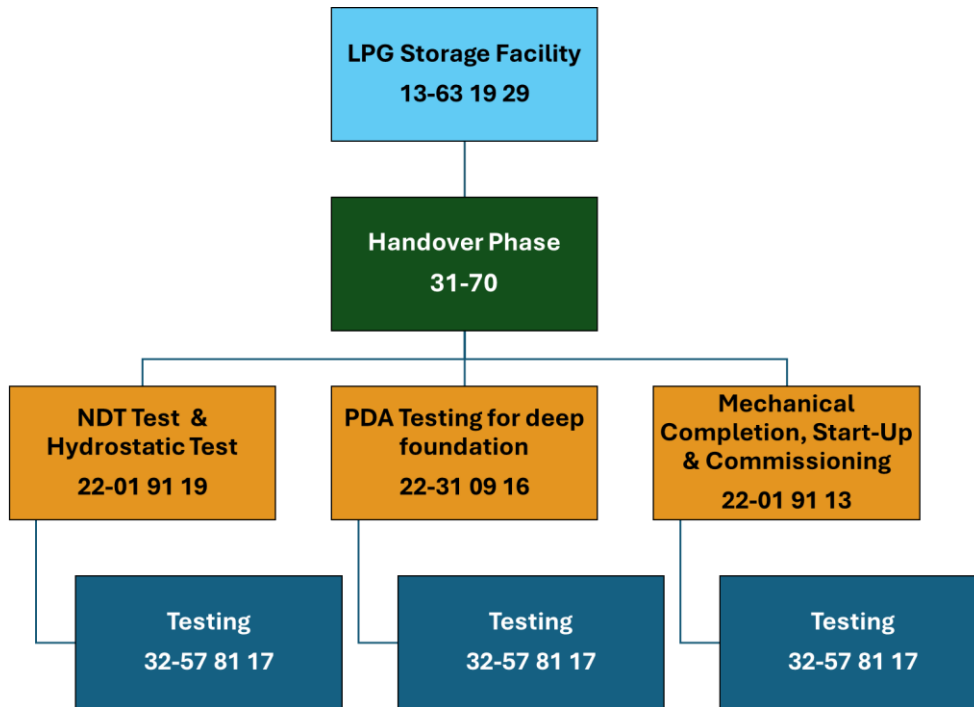 LPG Storage Facility
13-63 19 29
Handover Phase
31-70
NDT Test & 
Hydrostatic Test
22-01 91 19
PDA Testing for deep
foundation
22-31 09 16
Mechanical
Completion, Start-Up
& Commissioning
22-01 91 13
Testing
32-57 81 17
Testing
32-57 81 17
Testing
32-57 81 17